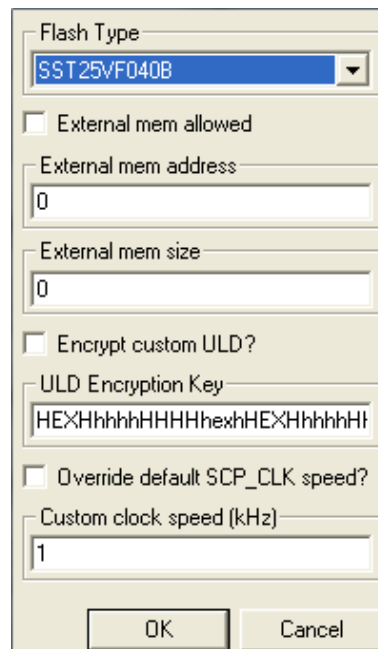 Flash Type
SST25VF040B
External mem allowed
External mem address
0
External mem size
0
Encrypt custom ULD?
ULD Encryption Key
HEXHhhhhHHHHhexhHEXHhhhhHl
Override default SCP_CLK speed?
Custom clock speed (kHz)
1
OK
Cancel